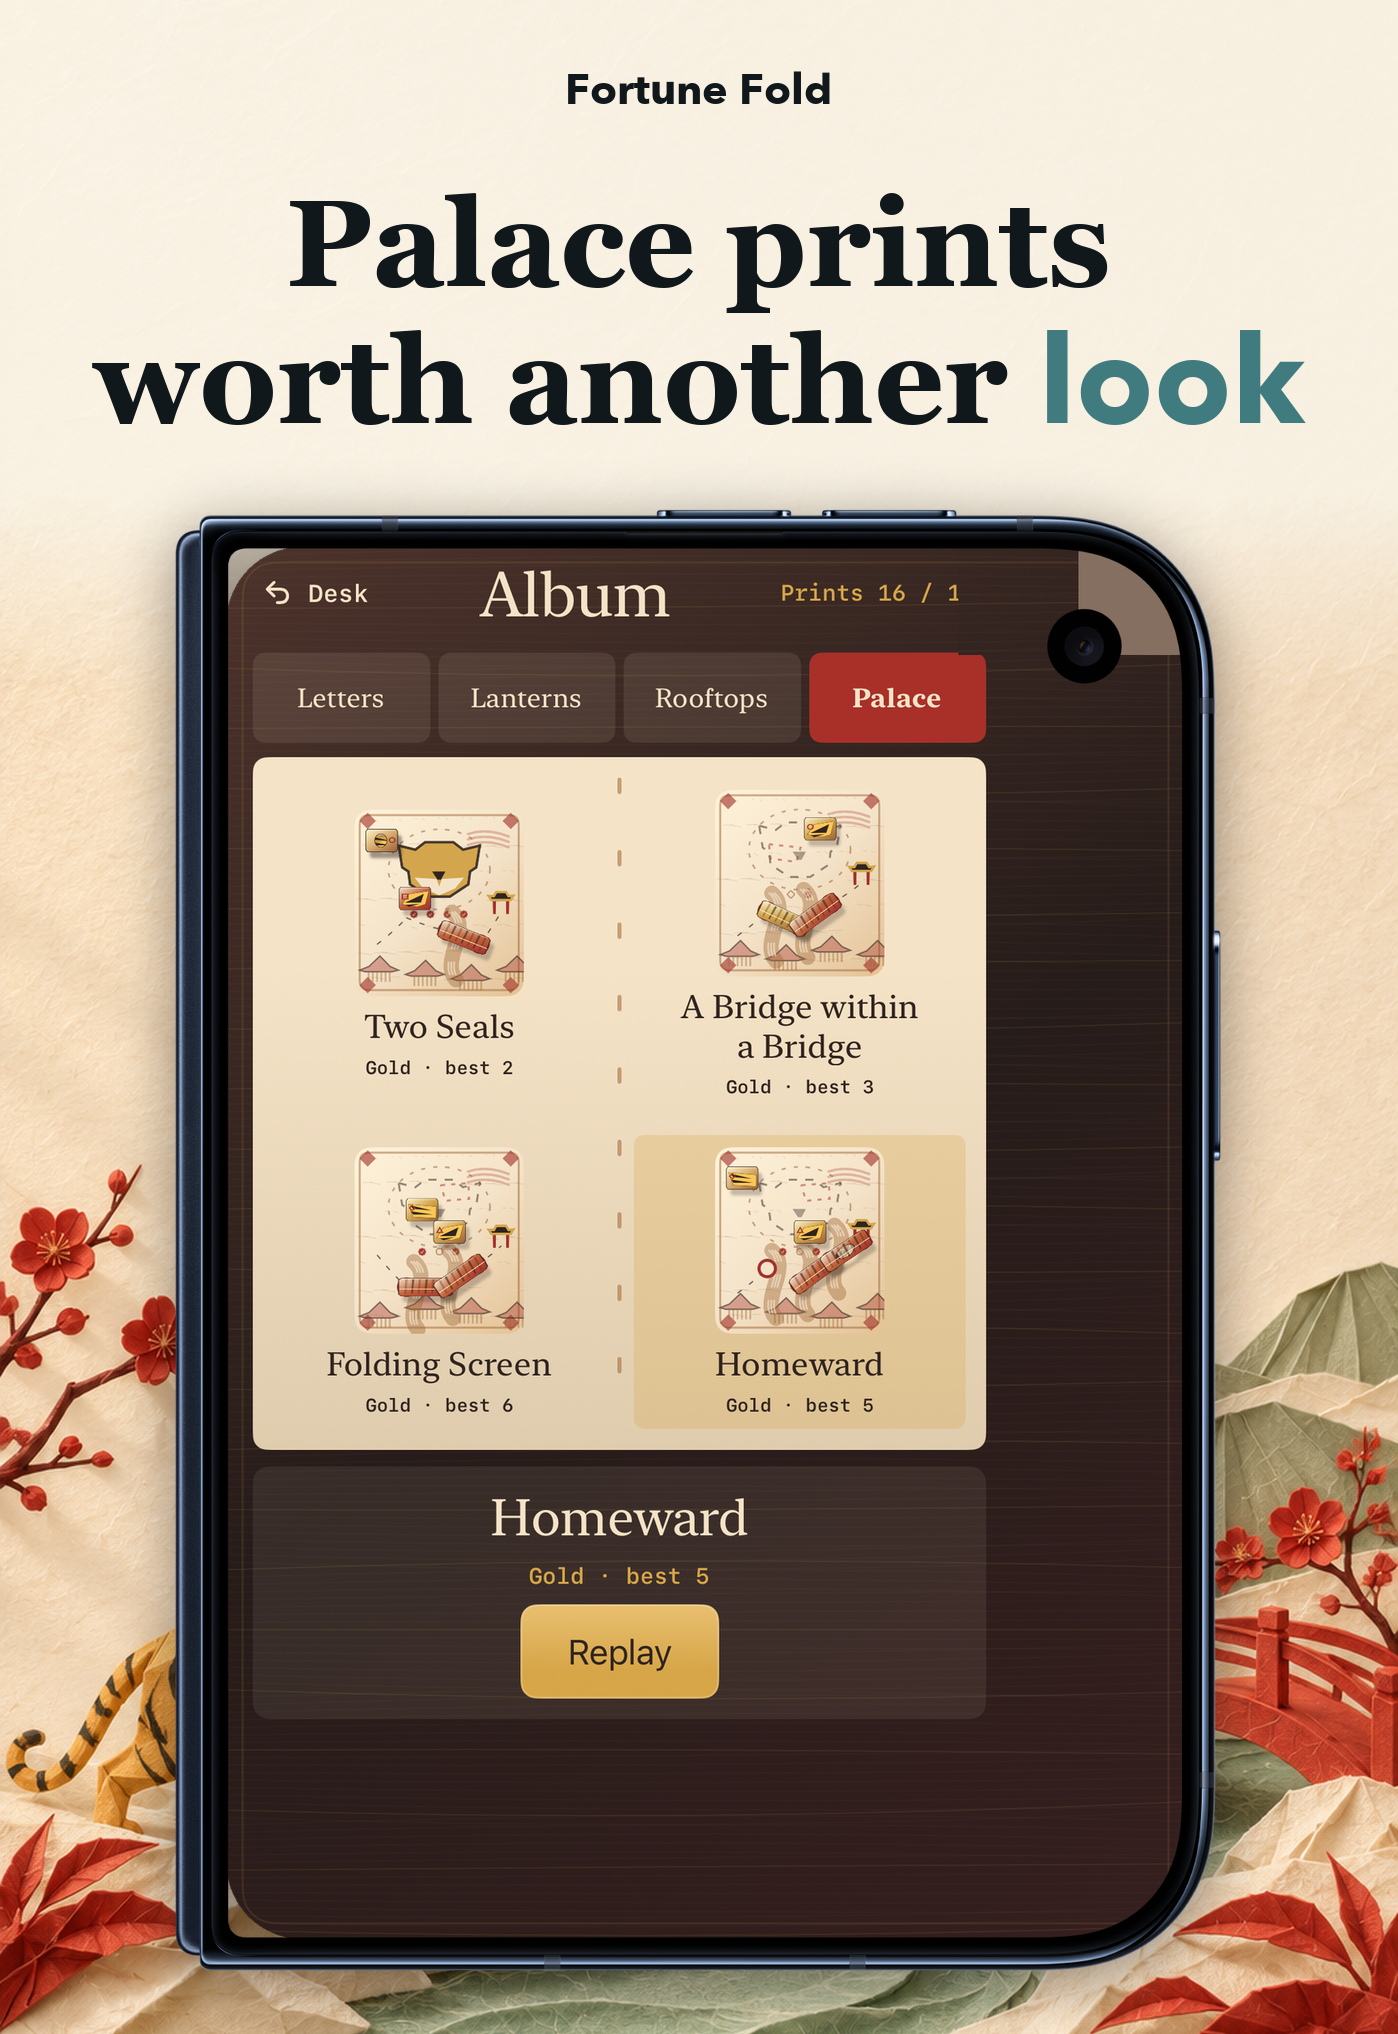 Fortune Fold
Palace prints
worth another look
Desk
Album
Prints 16 / 1
Letters
Lanterns
Rooftops
Palace
Two Seals
Gold · best 2
A Bridge within
a Bridge
Gold · best 3
Folding Screen
Gold · best 6
Homeward
Gold · best 5
Homeward
Gold · best 5
Replay